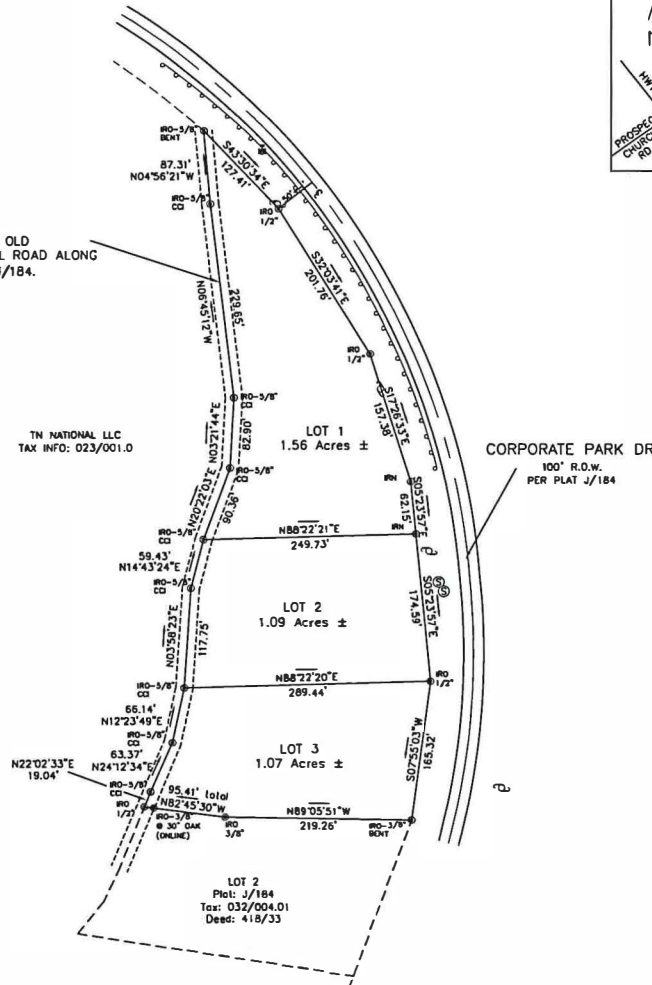 HWY
PROSPEC
CHURC
RD
IRO-5/8"
BENT
87.31'
N04°56'21"W
IRO-5/8"
CCI
S43°30'34"E
127.41'
IRO
1/2"
OLD
L ROAD ALONG
/184.
N06°45'12"W
229.65'
S32°03'41"E
201.76'
IRO
1/2"
S17°26'33"E
157.38'
IRO-5/8"
CCI
TN NATIONAL LLC
TAX INFO: 023/001.0
N03°21'44"E
82.90'
LOT 1
1.56 Acres ±
CORPORATE PARK DR
100' R.O.W.
PER PLAT J/184
IRO-5/8"
CCI
N20°22'03"E
90.36'
IRN
S05°23'57"E
62.15'
IRO-5/8"
CCI
N88°22'21"E
249.73'
IRN
59.43'
N14°43'24"E
IRO-5/8"
CCI
S05°23'57"E
174.59'
S
S
LOT 2
1.09 Acres ±
N03°58'23"E
117.75'
IRO-5/8"
CCI
N88°22'20"E
289.44'
IRO
1/2"
66.14'
N12°23'49"E
IRO-5/8"
CCI
63.37'
N24°12'34"E
LOT 3
1.07 Acres ±
S07°55'03"W
165.32'
N22°02'33"E
19.04'
IRO-5/8"
CCI
IRO
1/2"
95.41' total
N82°45'30"W
IRO-3/8"
@ 30" OAK
(ONLINE)
IRO
3/8"
N89°05'51"W
219.26'
IRO-3/8"
BENT
LOT 2
Plat: J/184
Tax: 032/004.01
Deed: 418/33